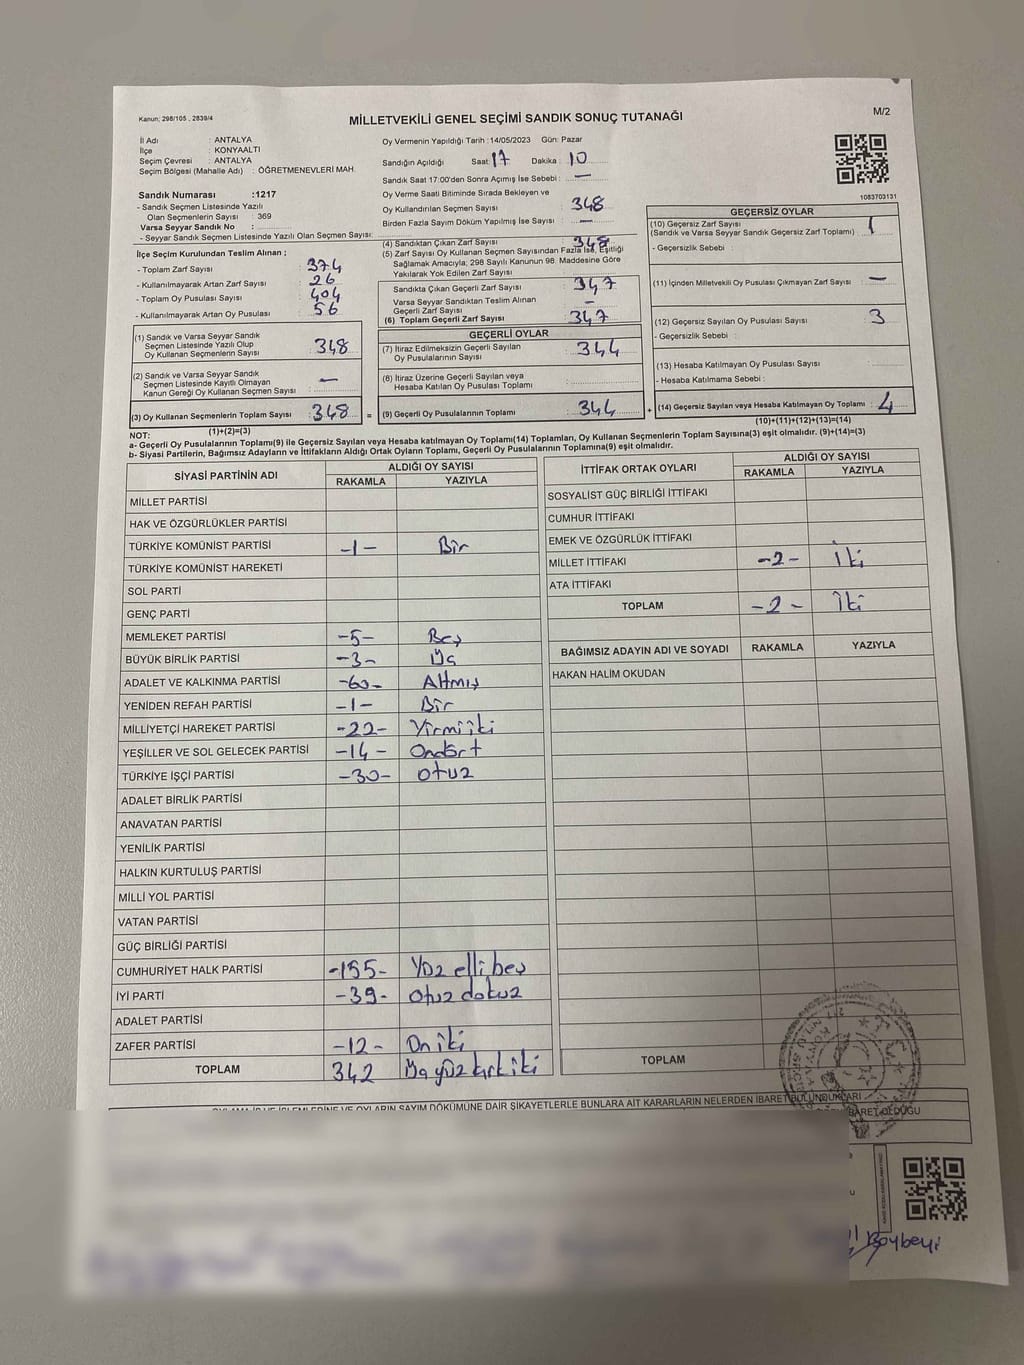 Kanun; 298/105 , 2839/4
MİLLETVEKİLİ GENEL SEÇİMİ SANDIK SONUÇ TUTANAĞI
M/2
İl Adı : ANTALYA
İlçe : KONYAALTI
Seçim Çevresi : ANTALYA
Seçim Bölgesi (Mahalle Adı) : ÖĞRETMENEVLERİ MAH.
Sandık Numarası :1217
- Sandık Seçmen Listesinde Yazılı
Olan Seçmenlerin Sayısı : 369
Varsa Seyyar Sandık No :
- Seyyar Sandık Seçmen Listesinde Yazılı Olan Seçmen Sayısı:
Oy Vermenin Yapıldığı Tarih :14/05/2023 Gün: Pazar
Sandığın Açıldığı Saat: 17 Dakika : 10
Sandık Saat 17:00'den Sonra Açımış İse Sebebi : —
Oy Verme Saati Bitiminde Sırada Bekleyen ve
Oy Kullandırılan Seçmen Sayısı : 348
Birden Fazla Sayım Döküm Yapılmış İse Sayısı : —
1083703131
İlçe Seçim Kurulundan Teslim Alınan ;
- Toplam Zarf Sayısı : 374
- Kullanılmayarak Artan Zarf Sayısı : 26
- Toplam Oy Pusulası Sayısı : 404
- Kullanılmayarak Artan Oy Pusulası : 56
(4) Sandıktan Çıkan Zarf Sayısı : 348
(5) Zarf Sayısı Oy Kullanan Seçmen Sayısından Fazla İse, Eşitliği
Sağlamak Amacıyla; 298 Sayılı Kanunun 98. Maddesine Göre
Yakılarak Yok Edilen Zarf Sayısı :
Sandıkta Çıkan Geçerli Zarf Sayısı : 347
Varsa Seyyar Sandıktan Teslim Alınan
Geçerli Zarf Sayısı : —
(6) Toplam Geçerli Zarf Sayısı : 347
GEÇERSİZ OYLAR
(10) Geçersiz Zarf Sayısı
(Sandık ve Varsa Seyyar Sandık Geçersiz Zarf Toplamı) : 1
- Geçersizlik Sebebi :
(11) İçinden Milletvekili Oy Pusulası Çıkmayan Zarf Sayısı : —
(12) Geçersiz Sayılan Oy Pusulası Sayısı : 3
- Geçersizlik Sebebi :
(13) Hesaba Katılmayan Oy Pusulası Sayısı :
- Hesaba Katılmama Sebebi :
(14) Geçersiz Sayılan veya Hesaba Katılmayan Oy Toplamı : 4
(10)+(11)+(12)+(13)=(14)
(1) Sandık ve Varsa Seyyar Sandık
Seçmen Listesinde Yazılı Olup
Oy Kullanan Seçmenlerin Sayısı : 348
(2) Sandık ve Varsa Seyyar Sandık
Seçmen Listesinde Kayıtlı Olmayan
Kanun Gereği Oy Kullanan Seçmen Sayısı : —
(3) Oy Kullanan Seçmenlerin Toplam Sayısı : 348 =
(1)+(2)=(3)
GEÇERLİ OYLAR
(7) İtiraz Edilmeksizin Geçerli Sayılan
Oy Pusulalarının Sayısı : 344
(8) İtiraz Üzerine Geçerli Sayılan veya
Hesaba Katılan Oy Pusulası Toplamı :
(9) Geçerli Oy Pusulalarının Toplamı : 344 +
NOT:
a- Geçerli Oy Pusulalarının Toplamı(9) ile Geçersiz Sayılan veya Hesaba katılmayan Oy Toplamı(14) Toplamları, Oy Kullanan Seçmenlerin Toplam Sayısına(3) eşit olmalıdır. (9)+(14)=(3)
b- Siyasi Partilerin, Bağımsız Adayların ve İttifakların Aldığı Ortak Oyların Toplamı, Geçerli Oy Pusulalarının Toplamına(9) eşit olmalıdır.
SİYASİ PARTİNİN ADI ALDIĞI OY SAYISI
RAKAMLA YAZIYLA
MİLLET PARTİSİ
HAK VE ÖZGÜRLÜKLER PARTİSİ
TÜRKİYE KOMÜNİST PARTİSİ -1- Bir
TÜRKİYE KOMÜNİST HAREKETİ
SOL PARTİ
GENÇ PARTİ
MEMLEKET PARTİSİ -5- Beş
BÜYÜK BİRLİK PARTİSİ -3- Üç
ADALET VE KALKINMA PARTİSİ -60- Altmış
YENİDEN REFAH PARTİSİ -1- Bir
MİLLİYETÇİ HAREKET PARTİSİ -22- Yirmi iki
YEŞİLLER VE SOL GELECEK PARTİSİ -14- Ondört
TÜRKİYE İŞÇİ PARTİSİ -30- otuz
ADALET BİRLİK PARTİSİ
ANAVATAN PARTİSİ
YENİLİK PARTİSİ
HALKIN KURTULUŞ PARTİSİ
MİLLİ YOL PARTİSİ
VATAN PARTİSİ
GÜÇ BİRLİĞİ PARTİSİ
CUMHURİYET HALK PARTİSİ -155- Yüz elli beş
İYİ PARTİ -39- otuz dokuz
ADALET PARTİSİ
ZAFER PARTİSİ -12- On iki
TOPLAM 342 Üç yüz kırk iki
İTTİFAK ORTAK OYLARI ALDIĞI OY SAYISI
RAKAMLA YAZIYLA
SOSYALİST GÜÇ BİRLİĞİ İTTİFAKI
CUMHUR İTTİFAKI
EMEK VE ÖZGÜRLÜK İTTİFAKI
MİLLET İTTİFAKI -2- İki
ATA İTTİFAKI
TOPLAM -2- İki
BAĞIMSIZ ADAYIN ADI VE SOYADI RAKAMLA YAZIYLA
HAKAN HALİM OKUDAN
TOPLAM
OYLAMA İŞ VE İŞLEMLERİNE VE OYLARIN SAYIM DÖKÜMÜNE DAİR ŞİKAYETLERLE BUNLARA AİT KARARLARIN NELERDEN İBARET BULUNDUKLARI
İBARET OLDUĞU
Boybeyi